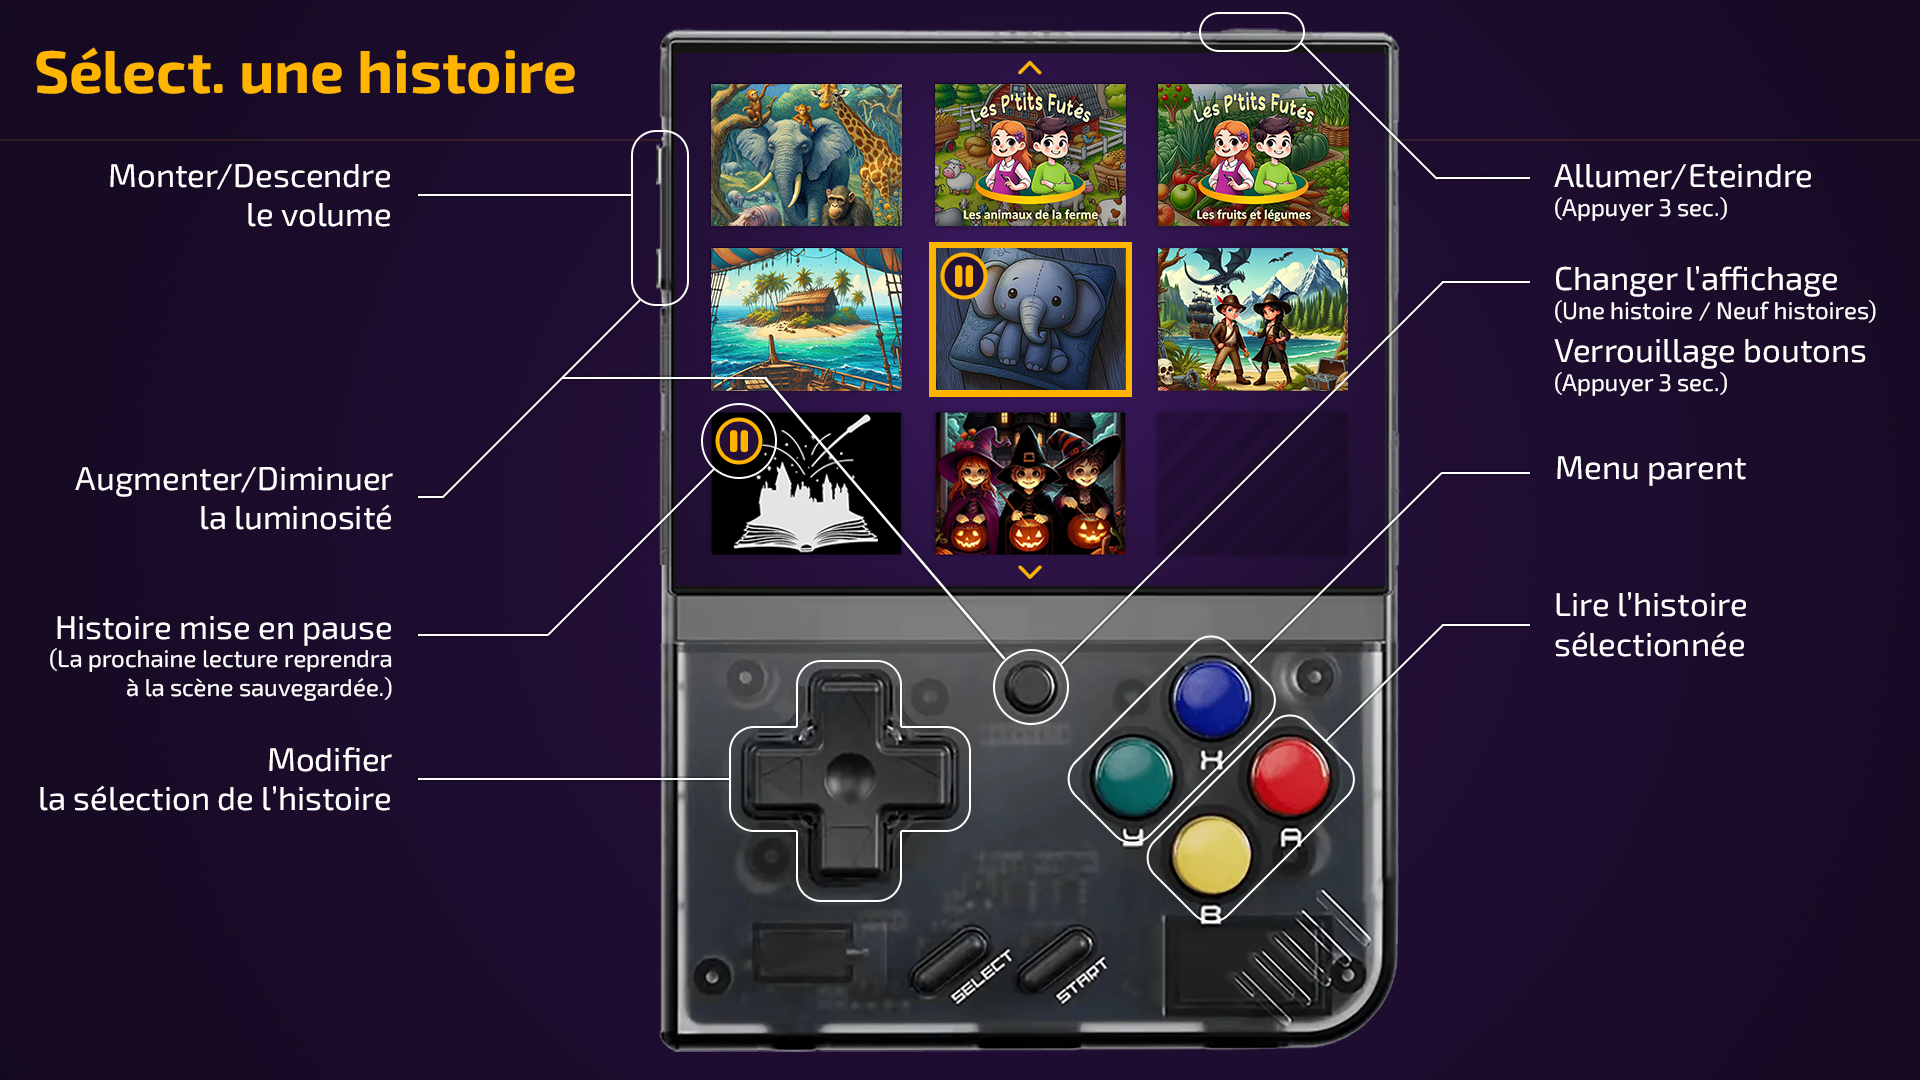 Sélect. une histoire
Monter/Descendre
le volume
Augmenter/Diminuer
la luminosité
Histoire mise en pause
(La prochaine lecture reprendra
à la scène sauvegardée.)
Modifier
la sélection de l'histoire
Les P'tits Futés
Les animaux de la ferme
Les P'tits Futés
Les fruits et légumes
X
Y
A
B
SELECT
START
Allumer/Eteindre
(Appuyer 3 sec.)
Changer l'affichage
(Une histoire / Neuf histoires)
Verrouillage boutons
(Appuyer 3 sec.)
Menu parent
Lire l'histoire
sélectionnée